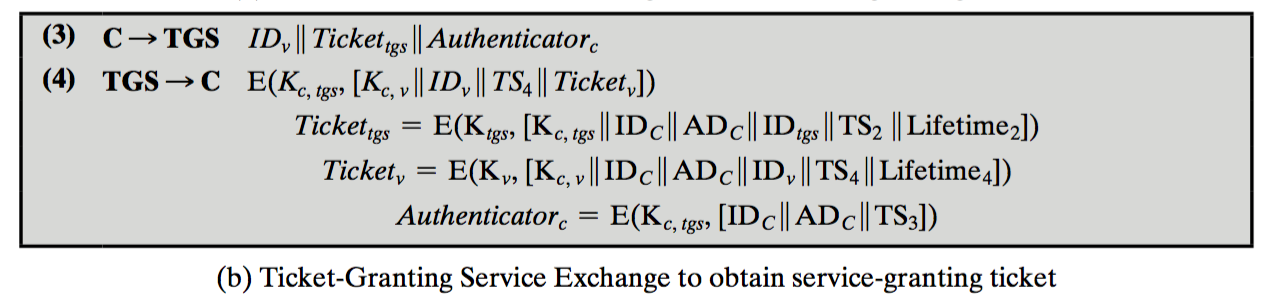 (3) C → TGS ID_v || Ticket_tgs || Authenticator_c
(4) TGS → C E(K_c, tgs, [K_c, v || ID_v || TS_4 || Ticket_v])
Ticket_tgs = E(K_tgs, [K_c, tgs || ID_C || AD_C || ID_tgs || TS_2 || Lifetime_2])
Ticket_v = E(K_v, [K_c, v || ID_C || AD_C || ID_v || TS_4 || Lifetime_4])
Authenticator_c = E(K_c, tgs, [ID_C || AD_C || TS_3])
(b) Ticket-Granting Service Exchange to obtain service-granting ticket